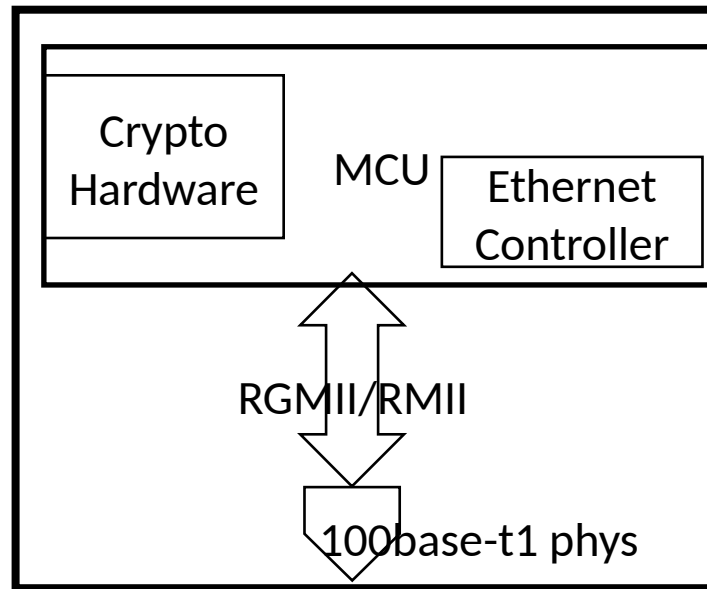 Crypto
Hardware
MCU
Ethernet
Controller
RGMII/RMII
100base-t1 phys